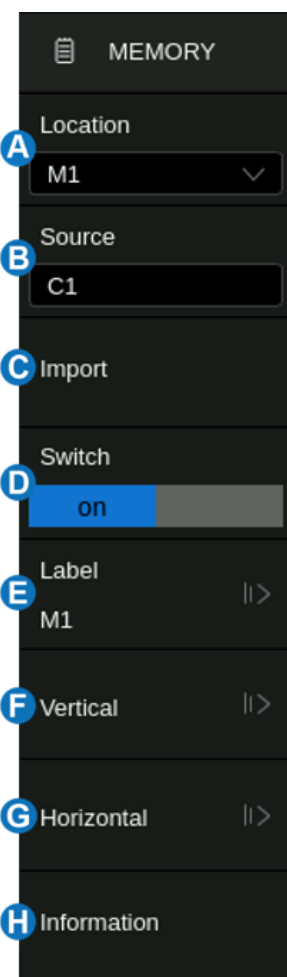 MEMORY
Location
A
M1
Source
B
C1
C Import
Switch
D
on
Label
E
M1
F Vertical
G Horizontal
H Information